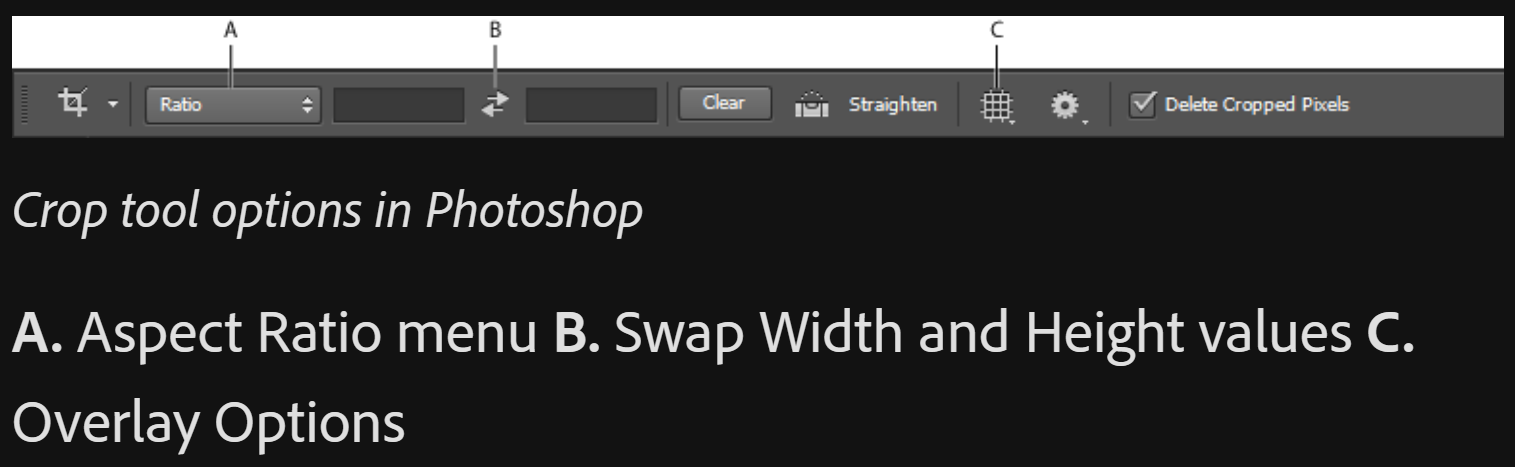 A B C
Ratio Clear Straighten Delete Cropped Pixels
Crop tool options in Photoshop
A. Aspect Ratio menu B. Swap Width and Height values C.
Overlay Options